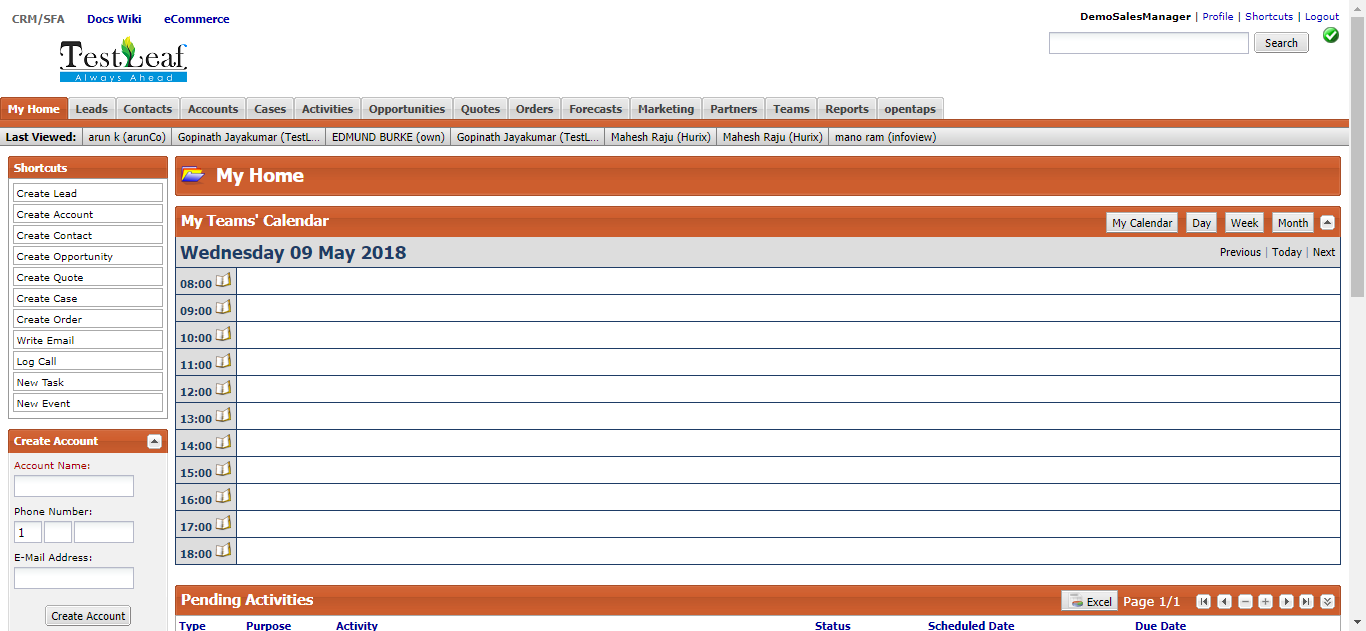 CRM/SFA Docs Wiki eCommerce
DemoSalesManager | Profile | Shortcuts | Logout
Search
TestLeaf
Always Ahead
My Home Leads Contacts Accounts Cases Activities Opportunities Quotes Orders Forecasts Marketing Partners Teams Reports opentaps
Last Viewed: arun k (arunCo) Gopinath Jayakumar (TestL... EDMUND BURKE (own) Gopinath Jayakumar (TestL... Mahesh Raju (Hurix) Mahesh Raju (Hurix) mano ram (infoview)
Shortcuts
Create Lead
Create Account
Create Contact
Create Opportunity
Create Quote
Create Case
Create Order
Write Email
Log Call
New Task
New Event
Create Account
Account Name:
Phone Number:
1
E-Mail Address:
Create Account
My Home
My Teams' Calendar My Calendar Day Week Month
Wednesday 09 May 2018 Previous | Today | Next
08:00
09:00
10:00
11:00
12:00
13:00
14:00
15:00
16:00
17:00
18:00
Pending Activities Excel Page 1/1
Type Purpose Activity Status Scheduled Date Due Date